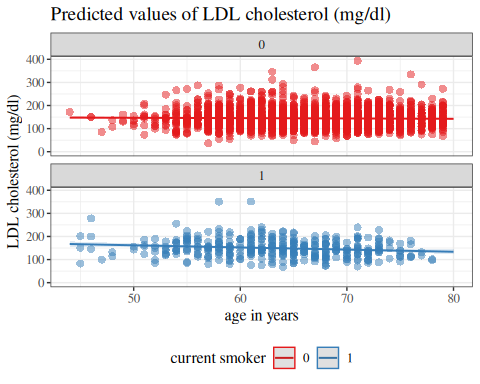 Predicted values of LDL cholesterol (mg/dl)
0
400
300
200
100
0
1
400
300
200
100
0
LDL cholesterol (mg/dl)
50 60 70 80
age in years
current smoker 0 1